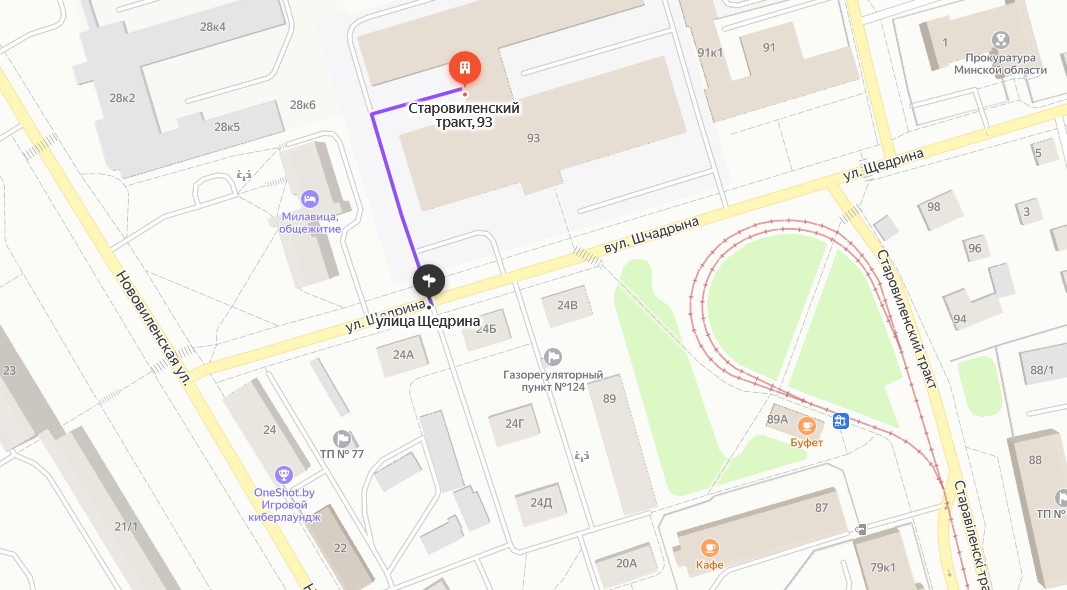 28к4
91к1
91
1
Прокуратура
Минской области
28к2
28к6
28к5
Старовиленский
тракт, 93
93
5
ул. Щедрина
98
3
Милавица,
общежитие
вул. Шчадрына
96
Нововиленская ул.
ул. Щедрина
улица Щедрина
24В
24Б
24А
94
Старовиленский тракт
Газорегуляторный
пункт №124
23
88/1
89
24
24Г
89А
Буфет
ТП № 77
88
OneShot.by
Игровой
киберлаундж
24Д
87
ТП №
21/1
22
Старавіленскі тра
Кафе
20А
79к1
Н